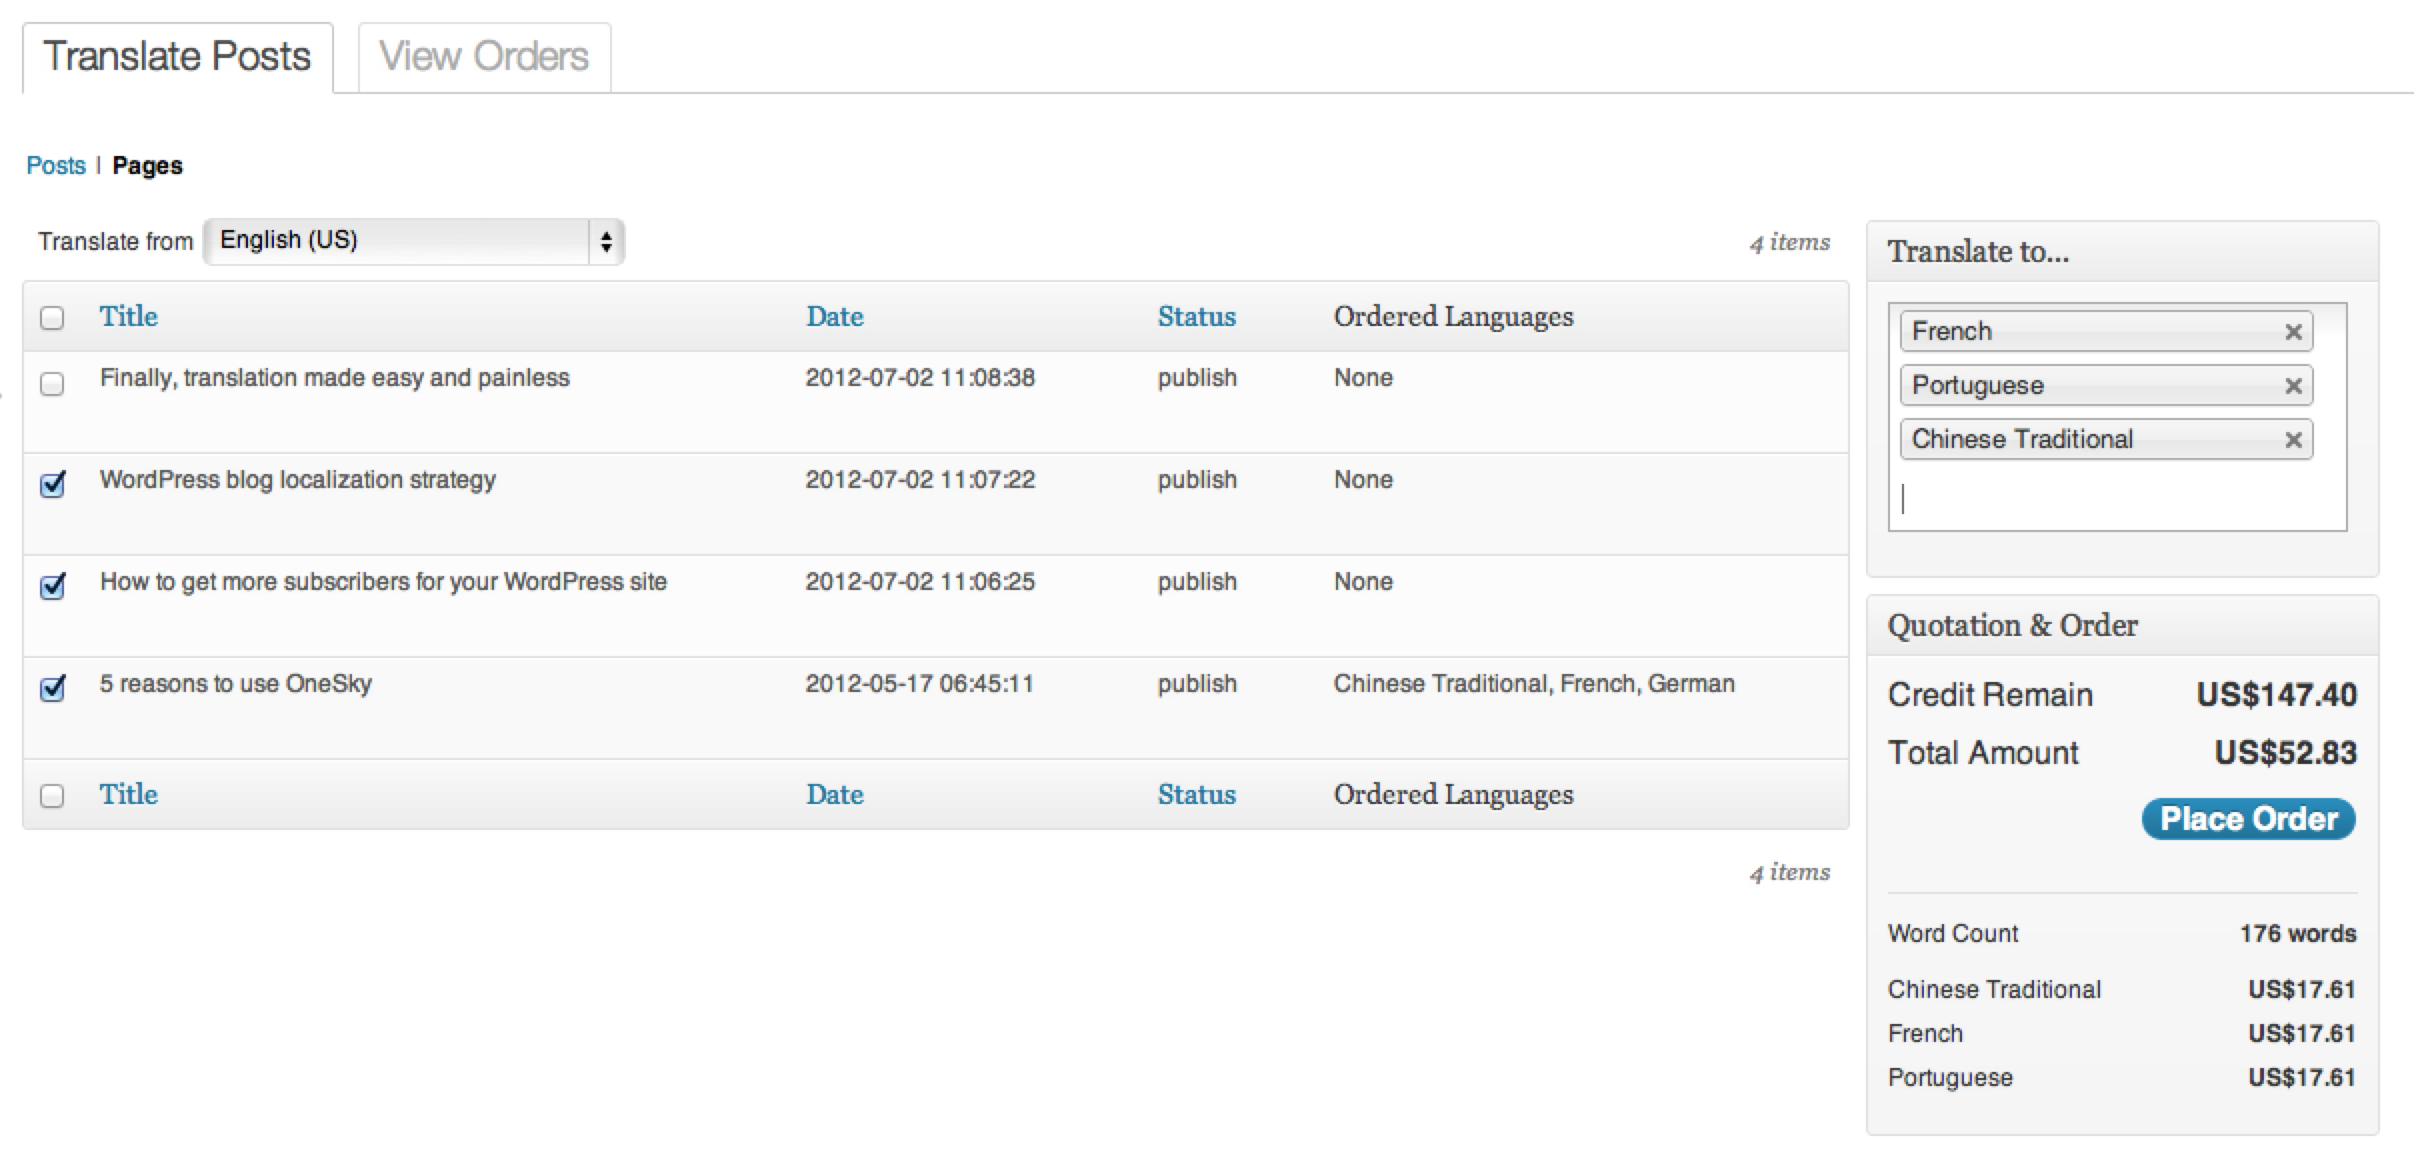 Translate Posts
View Orders
Posts | Pages
Translate from English (US)
4 items
Title Date Status Ordered Languages
Finally, translation made easy and painless 2012-07-02 11:08:38 publish None
WordPress blog localization strategy 2012-07-02 11:07:22 publish None
How to get more subscribers for your WordPress site 2012-07-02 11:06:25 publish None
5 reasons to use OneSky 2012-05-17 06:45:11 publish Chinese Traditional, French, German
Title Date Status Ordered Languages
4 items
Translate to...
French
Portuguese
Chinese Traditional
Quotation & Order
Credit Remain US$147.40
Total Amount US$52.83
Place Order
Word Count 176 words
Chinese Traditional US$17.61
French US$17.61
Portuguese US$17.61